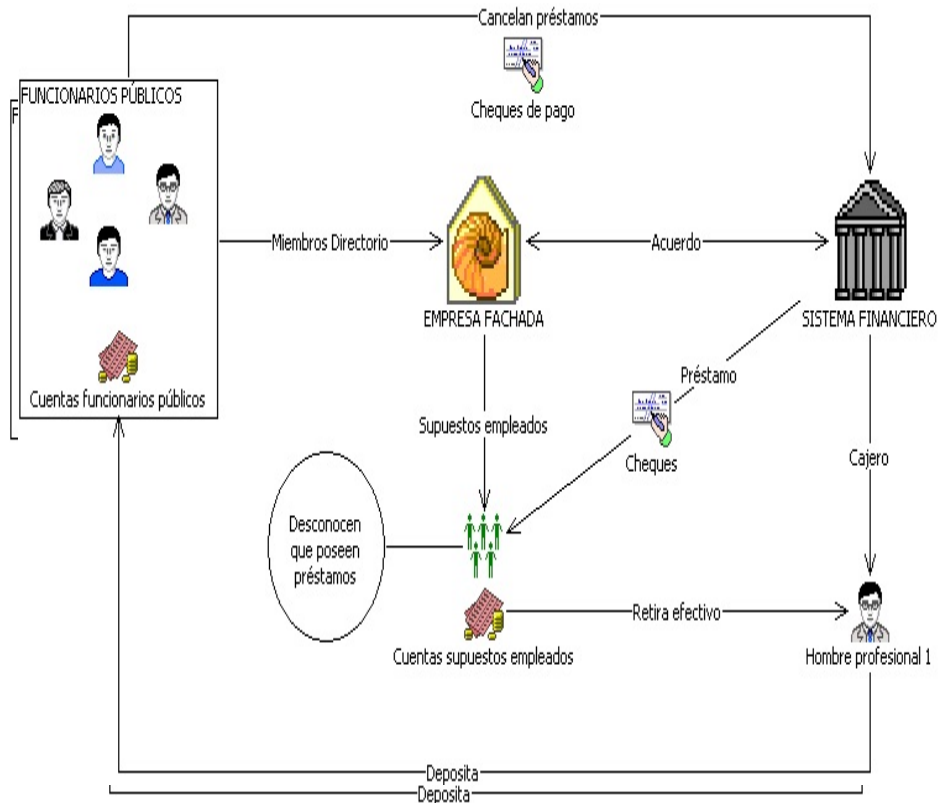 Cancelan préstamos
Cheques de pago
FUNCIONARIOS PÚBLICOS
F
Miembros Directorio
Acuerdo
EMPRESA FACHADA
SISTEMA FINANCIERO
Cuentas funcionarios públicos
Préstamo
Supuestos empleados
Cheques
Cajero
Desconocen
que poseen
préstamos
Retira efectivo
Cuentas supuestos empleados
Hombre profesional 1
Deposita
Deposita